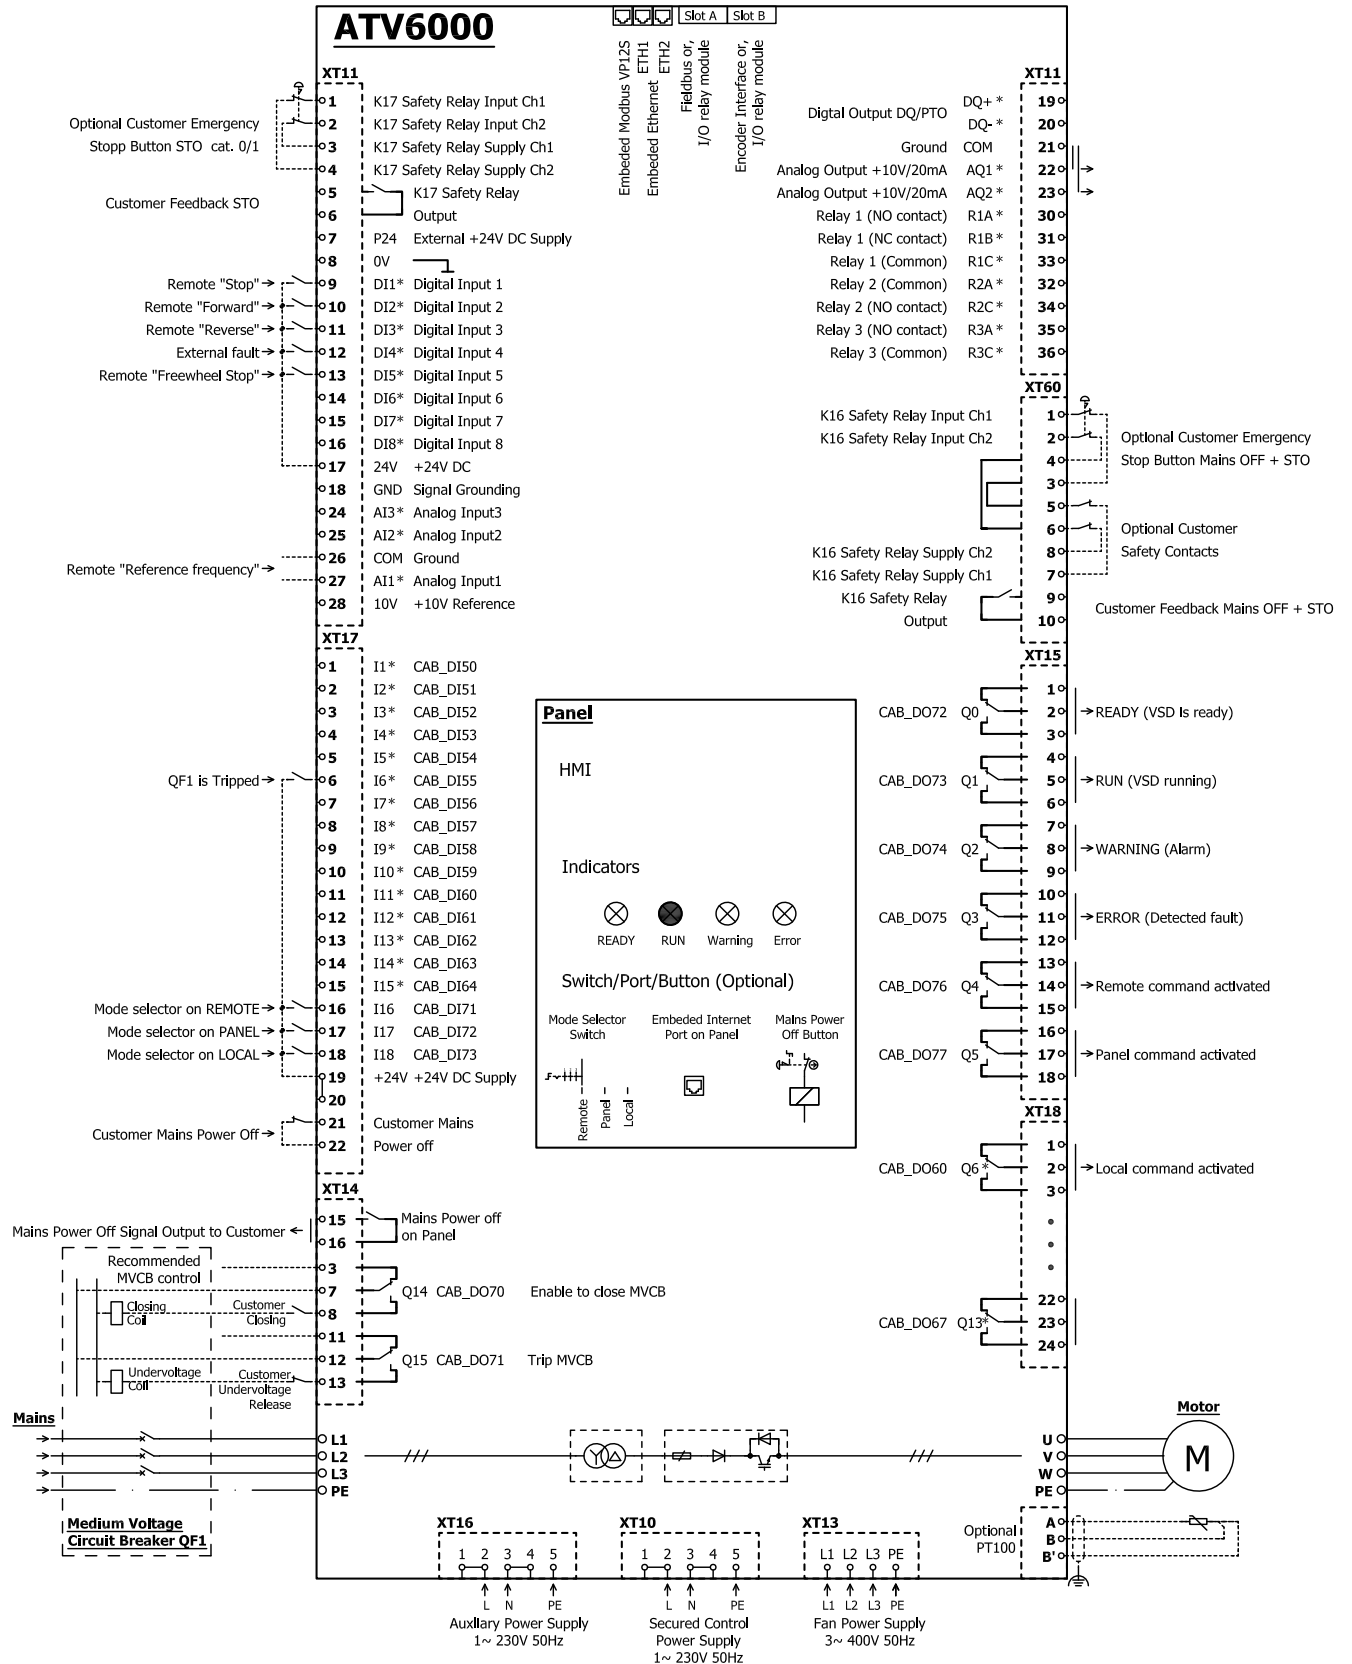 ATV6000
Embeded Modbus VP12S
ETH1
Embeded Ethernet
ETH2
Slot A
Slot B
Fieldbus or,
I/O relay module
Encoder Interface or,
I/O relay module
XT11
1 K17 Safety Relay Input Ch1
2 K17 Safety Relay Input Ch2
3 K17 Safety Relay Supply Ch1
4 K17 Safety Relay Supply Ch2
Optional Customer Emergency
Stopp Button STO cat. 0/1
5 K17 Safety Relay
6 Output
Customer Feedback STO
7 P24 External +24V DC Supply
8 0V
Remote "Stop" 9 DI1* Digital Input 1
Remote "Forward" 10 DI2* Digital Input 2
Remote "Reverse" 11 DI3* Digital Input 3
External fault 12 DI4* Digital Input 4
Remote "Freewheel Stop" 13 DI5* Digital Input 5
14 DI6* Digital Input 6
15 DI7* Digital Input 7
16 DI8* Digital Input 8
17 24V +24V DC
18 GND Signal Grounding
24 AI3* Analog Input3
25 AI2* Analog Input2
26 COM Ground
Remote "Reference frequency"
27 AI1* Analog Input1
28 10V +10V Reference
XT17
1 I1* CAB_DI50
2 I2* CAB_DI51
3 I3* CAB_DI52
4 I4* CAB_DI53
5 I5* CAB_DI54
QF1 is Tripped 6 I6* CAB_DI55
7 I7* CAB_DI56
8 I8* CAB_DI57
9 I9* CAB_DI58
10 I10* CAB_DI59
11 I11* CAB_DI60
12 I12* CAB_DI61
13 I13* CAB_DI62
14 I14* CAB_DI63
15 I15* CAB_DI64
Mode selector on REMOTE 16 I16 CAB_DI71
Mode selector on PANEL 17 I17 CAB_DI72
Mode selector on LOCAL 18 I18 CAB_DI73
19 +24V +24V DC Supply
20
21 Customer Mains
Customer Mains Power Off
22 Power off
XT14
15 Mains Power off
Mains Power Off Signal Output to Customer
16 on Panel
Recommended
MVCB control
3
7 Q14 CAB_DO70 Enable to close MVCB
Closing
Coil
Customer
Closing
8
11
12 Q15 CAB_DO71 Trip MVCB
Undervoltage
Coil
Customer
Undervoltage
Release
13
Mains
L1
L2
L3
PE
Medium Voltage
Circuit Breaker QF1
Panel
HMI
Indicators
READY RUN Warning Error
Switch/Port/Button (Optional)
Mode Selector
Switch
Embeded Internet
Port on Panel
Mains Power
Off Button
Remote
Panel
Local
XT11
Digtal Output DQ/PTO
DQ+ * 19
DQ- * 20
Ground COM 21
Analog Output +10V/20mA AQ1 * 22
Analog Output +10V/20mA AQ2 * 23
Relay 1 (NO contact) R1A * 30
Relay 1 (NC contact) R1B * 31
Relay 1 (Common) R1C * 33
Relay 2 (Common) R2A * 32
Relay 2 (NO contact) R2C * 34
Relay 3 (NO contact) R3A * 35
Relay 3 (Common) R3C * 36
XT60
K16 Safety Relay Input Ch1 1
K16 Safety Relay Input Ch2 2
4
3
Optional Customer Emergency
Stop Button Mains OFF + STO
5
6
K16 Safety Relay Supply Ch2 8
K16 Safety Relay Supply Ch1 7
Optional Customer
Safety Contacts
K16 Safety Relay 9
Output 10
Customer Feedback Mains OFF + STO
XT15
1
CAB_DO72 Q0 2 READY (VSD Is ready)
3
4
CAB_DO73 Q1 5 RUN (VSD running)
6
7
CAB_DO74 Q2 8 WARNING (Alarm)
9
10
CAB_DO75 Q3 11 ERROR (Detected fault)
12
13
CAB_DO76 Q4 14 Remote command activated
15
16
CAB_DO77 Q5 17 Panel command activated
18
XT18
1
CAB_DO60 Q6* 2 Local command activated
3
22
CAB_DO67 Q13* 23
24
Motor
M
U
V
W
PE
Optional
PT100
A
B
B'
XT16
1 2 3 4 5
L N PE
Auxilary Power Supply
1~ 230V 50Hz
XT10
1 2 3 4 5
L N PE
Secured Control
Power Supply
1~ 230V 50Hz
XT13
L1 L2 L3 PE
L1 L2 L3 PE
Fan Power Supply
3~ 400V 50Hz